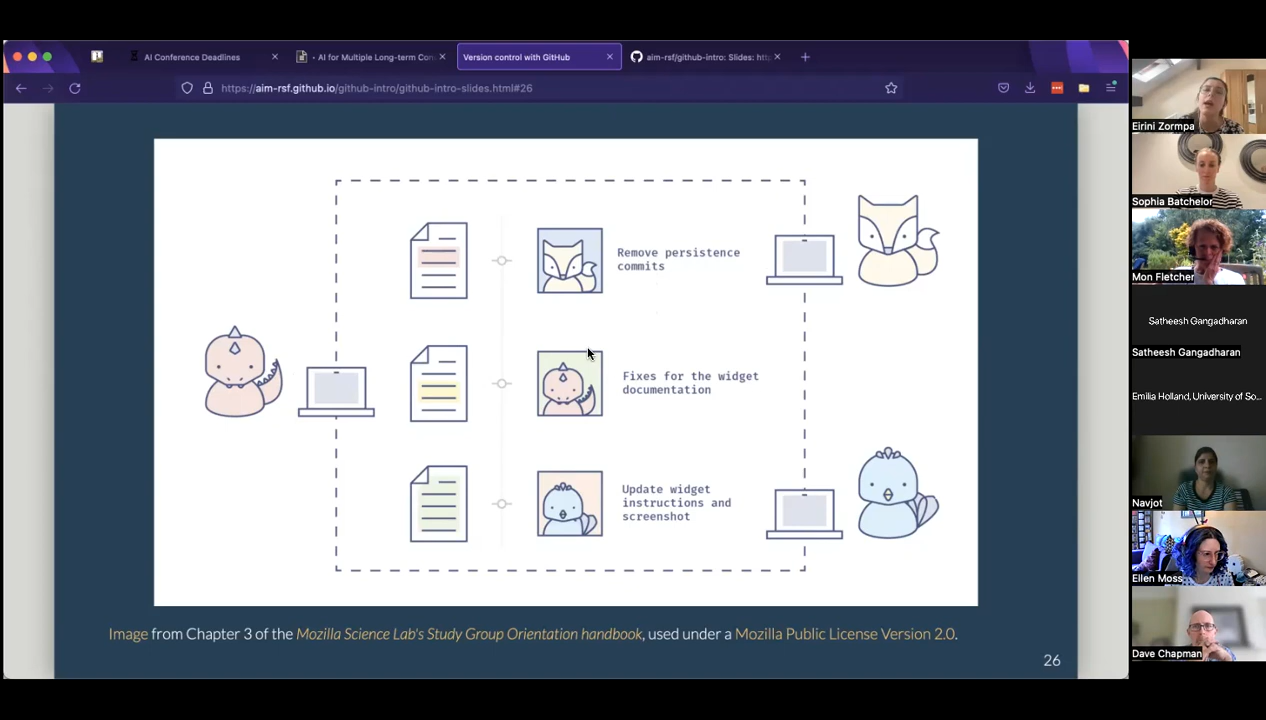 AI Conference Deadlines
· AI for Multiple Long-term Con
Version control with GitHub
aim-rsf/github-intro: Slides: http
https://aim-rsf.github.io/github-intro/github-intro-slides.html#26
Remove persistence
commits
Fixes for the widget
documentation
Update widget
instructions and
screenshot
Image from Chapter 3 of the Mozilla Science Lab's Study Group Orientation handbook, used under a Mozilla Public License Version 2.0.
26
Eirini Zormpa
Sophia Batchelor
Mon Fletcher
Satheesh Gangadharan
Satheesh Gangadharan
Emilia Holland, University of So...
Navjot
Ellen Moss
Dave Chapman